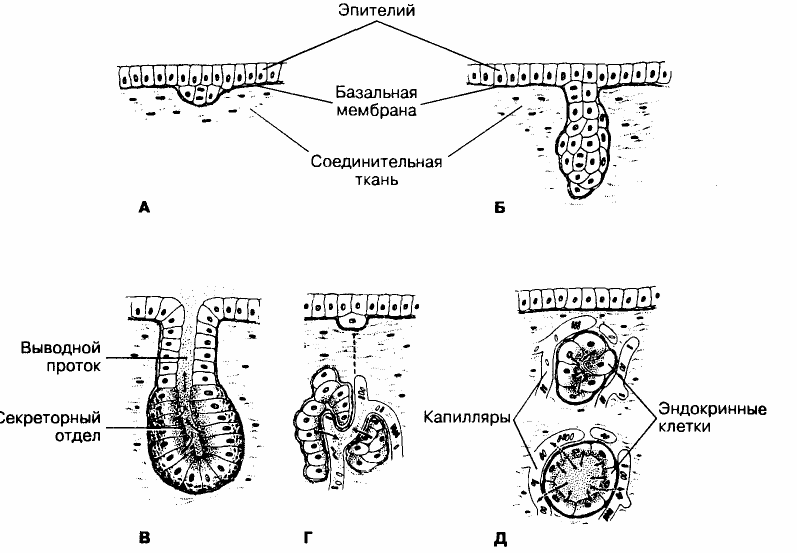 Эпителий
Базальная
мембрана
Соединительная
ткань
А
Б
Выводной
проток
Секреторный
отдел
Капилляры
Эндокринные
клетки
В
Г
Д